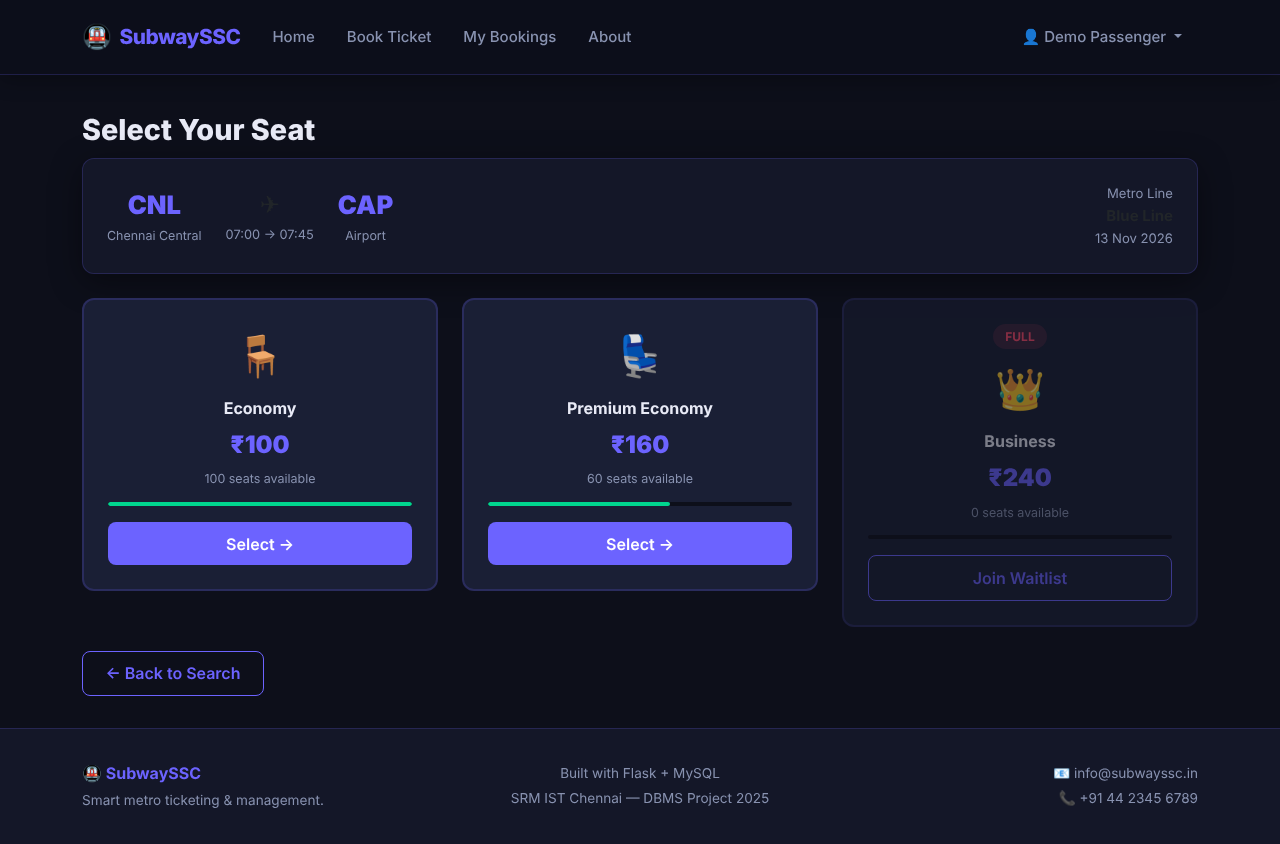 SubwaySSC Home Book Ticket My Bookings About Demo Passenger
Select Your Seat
CNL
Chennai Central
07:00 → 07:45
CAP
Airport
Metro Line
Blue Line
13 Nov 2026
Economy
₹100
100 seats available
Select →
Premium Economy
₹160
60 seats available
Select →
FULL
Business
₹240
0 seats available
Join Waitlist
← Back to Search
SubwaySSC
Smart metro ticketing & management.
Built with Flask + MySQL
SRM IST Chennai — DBMS Project 2025
info@subwayssc.in
+91 44 2345 6789